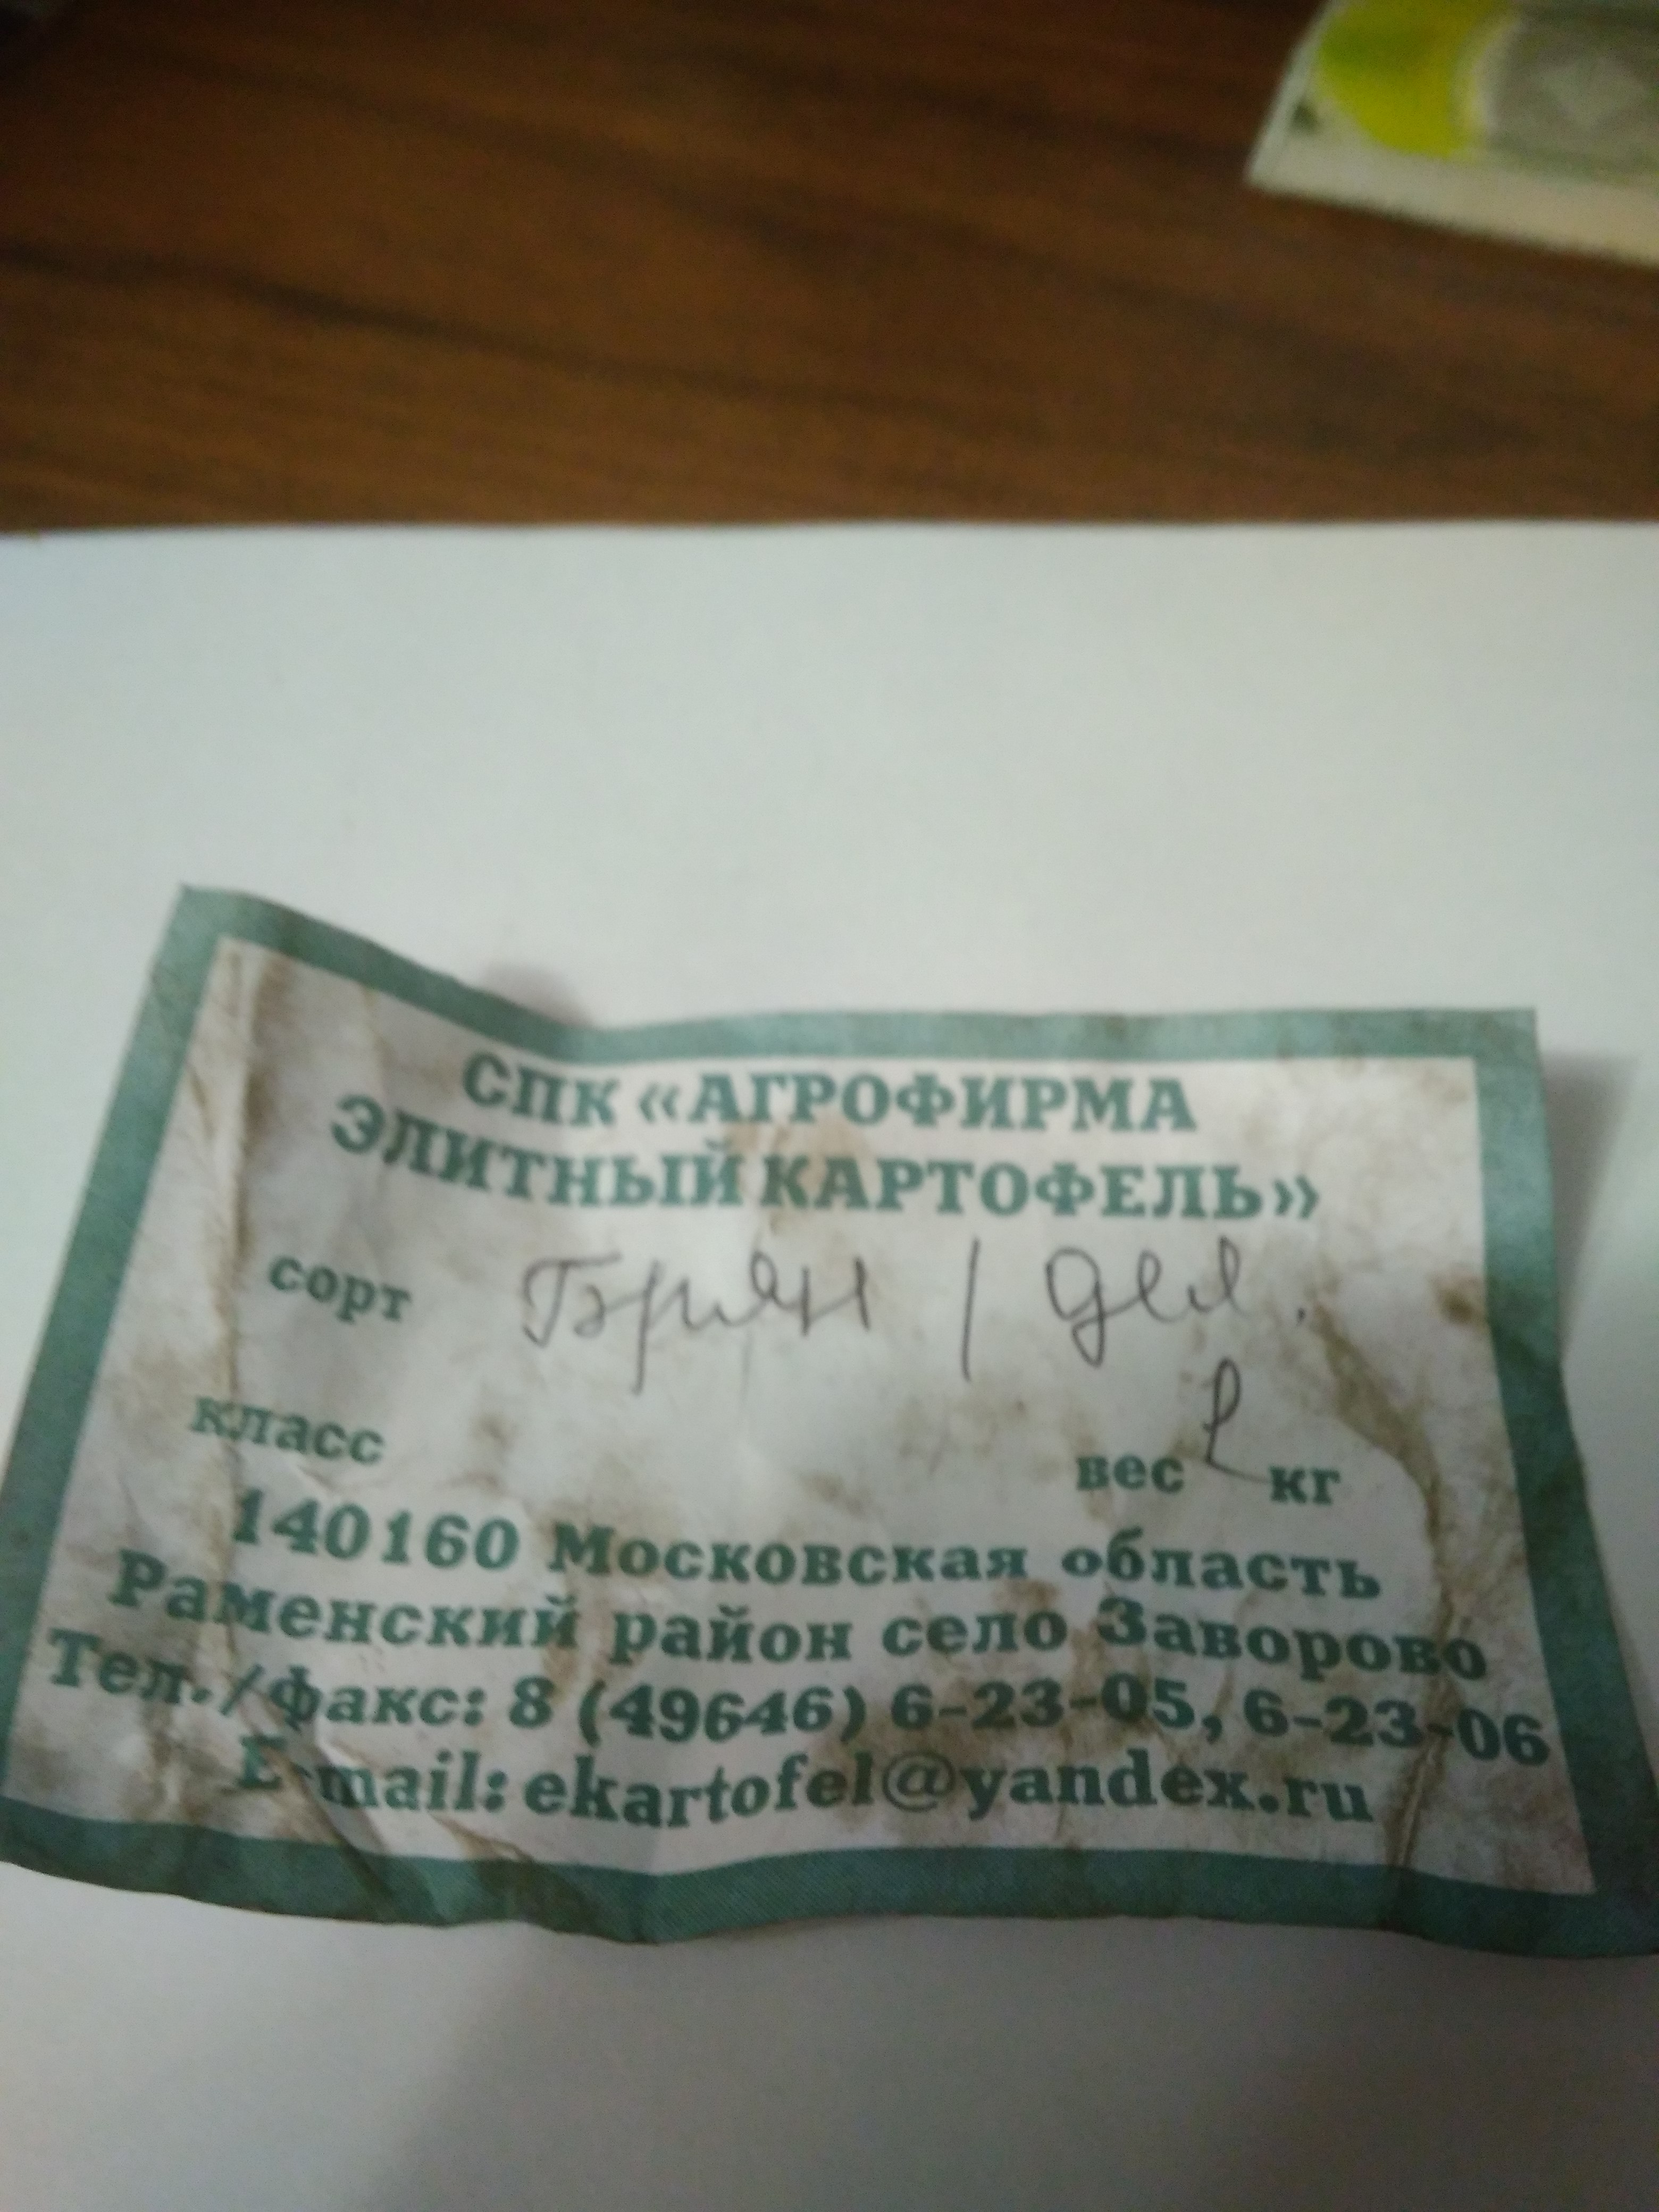 СПК «АГРОФИРМА
ЭЛИТНЫЙ КАРТОФЕЛЬ»
сорт Брян / дел.
класс
вес кг
140160 Московская область
Раменский район село Заворово
Тел./факс: 8 (49646) 6-23-05, 6-23-06
E-mail: ekartofel@yandex.ru